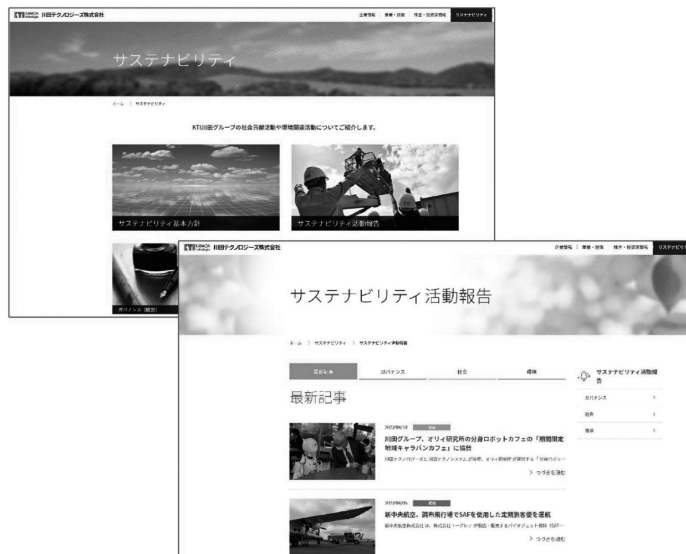 KTI 川田テクノロジーズ株式会社
企業情報 事業・技術 株主・投資家情報 サステナビリティ
サステナビリティ
ホーム 〉 サステナビリティ
KTI川田グループの社会貢献活動や環境関連活動についてご紹介します。
サステナビリティ基本方針
サステナビリティ活動報告
ガバナンス（統治）
KTI 川田テクノロジーズ株式会社
企業情報 事業・技術 株主・投資家情報 サステナビリティ
サステナビリティ活動報告
ホーム 〉 サステナビリティ 〉 サステナビリティ活動報告
最新記事 ガバナンス 社会 環境
サステナビリティ活動報告
ガバナンス
社会
環境
最新記事
川田グループ、オリィ研究所の分身ロボットカフェの「期間限定
地域キャラバンカフェ」に協賛
つづきを読む
新中央航空、調布飛行場でSAFを使用した定期旅客便を運航
つづきを読む